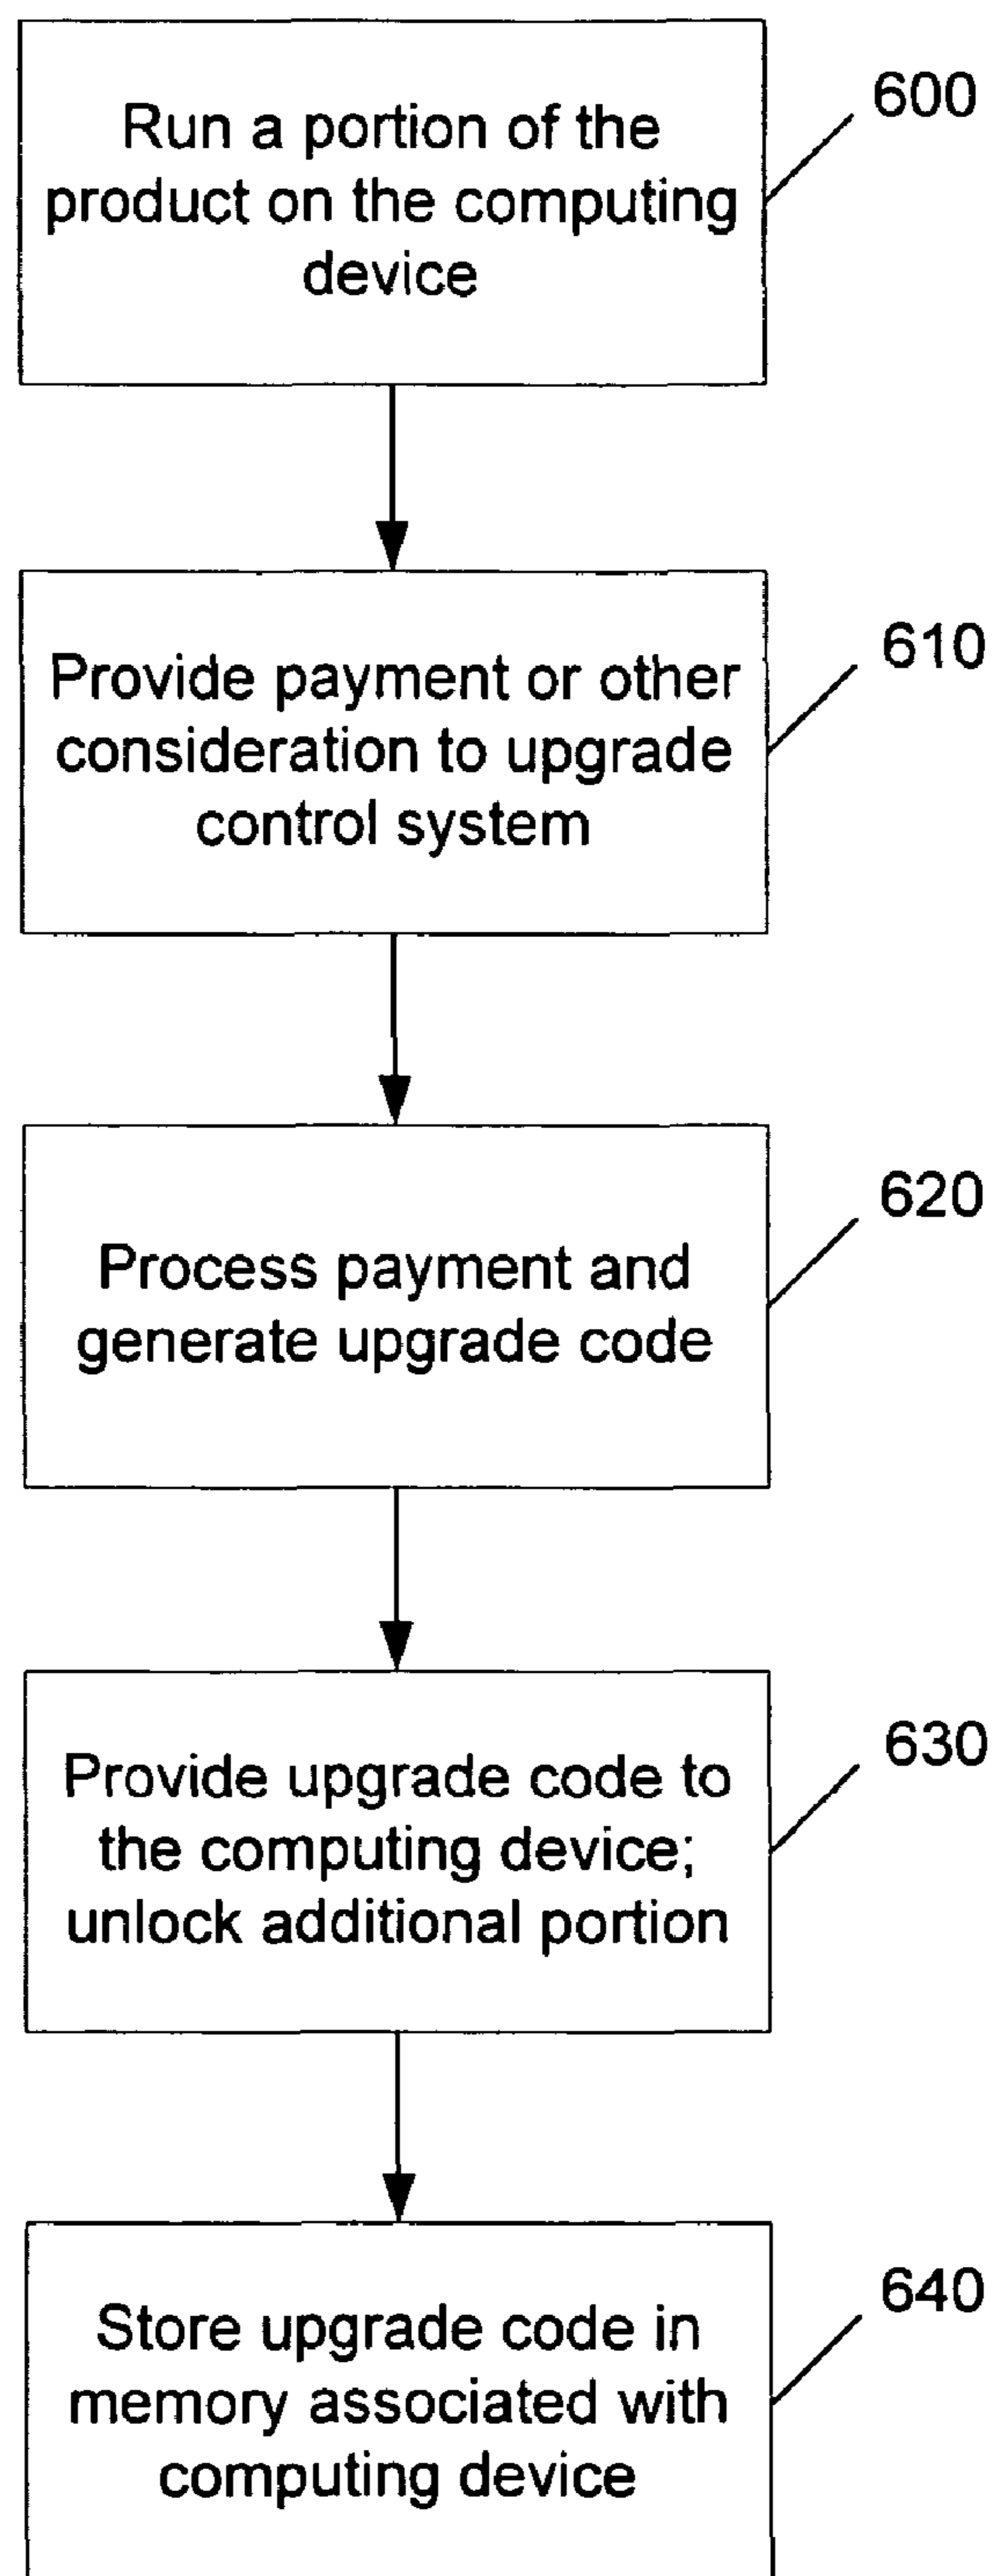 Run a portion of the
product on the computing
device
600
Provide payment or other
consideration to upgrade
control system
610
Process payment and
generate upgrade code
620
Provide upgrade code to
the computing device;
unlock additional portion
630
Store upgrade code in
memory associated with
computing device
640